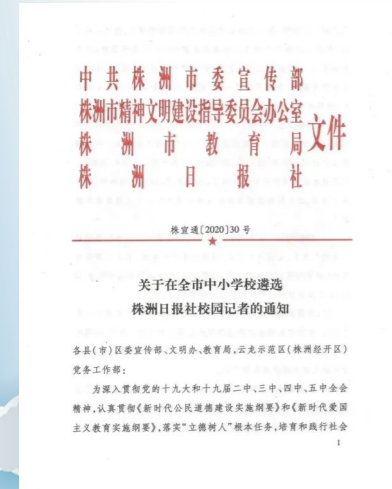 中共株洲市委宣传部
株洲市精神文明建设指导委员会办公室
株洲市教育局
株洲日报社
文件
株宣通〔2020〕30号
关于在全市中小学校遴选
株洲日报社校园记者的通知
各县(市)区委宣传部、文明办、教育局,云龙示范区(株洲经开区)
党务工作部:
为深入贯彻党的十九大和十九届二中、三中、四中、五中全会
精神,认真贯彻《新时代公民道德建设实施纲要》和《新时代爱国
主义教育实施纲要》,落实“立德树人”根本任务,培育和践行社会
1